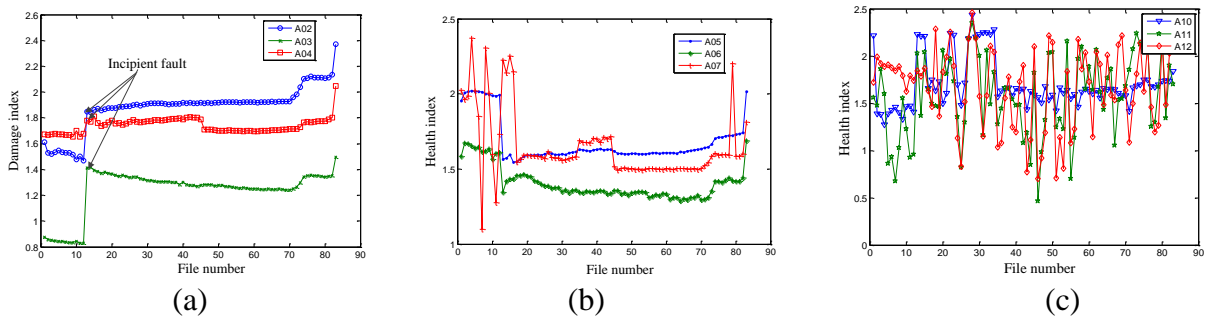 A02
A03
A04
Incipient fault
Damage index
2.6
2.4
2.2
2
1.8
1.6
1.4
1.2
1
0.8
0 10 20 30 40 50 60 70 80 90
File number
(a)
A05
A06
A07
Health index
2.5
2
1.5
1
0 10 20 30 40 50 60 70 80 90
File number
(b)
A10
A11
A12
Health index
2.5
2
1.5
1
0.5
0
0 10 20 30 40 50 60 70 80 90
File number
(c)